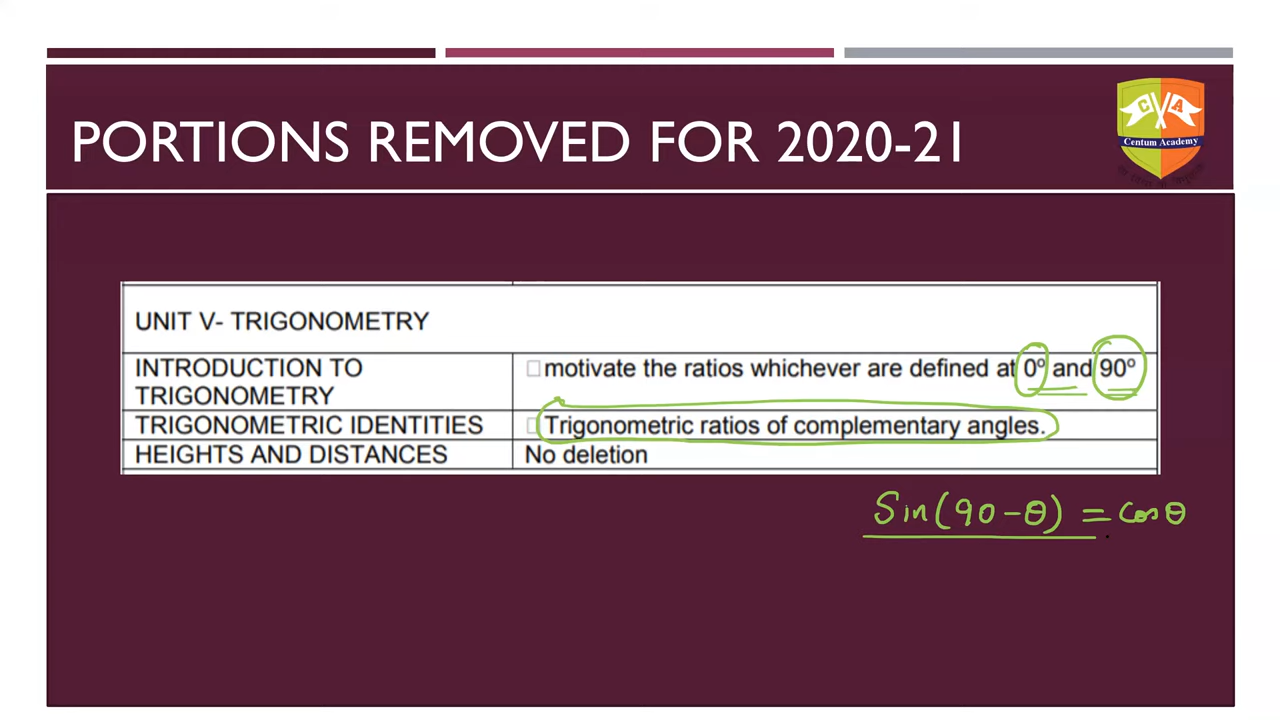 PORTIONS REMOVED FOR 2020-21
C A
Centum Academy
UNIT V- TRIGONOMETRY
INTRODUCTION TO
TRIGONOMETRY
motivate the ratios whichever are defined at 0° and 90°
TRIGONOMETRIC IDENTITIES
Trigonometric ratios of complementary angles.
HEIGHTS AND DISTANCES
No deletion
Sin(90-θ) = cosθ